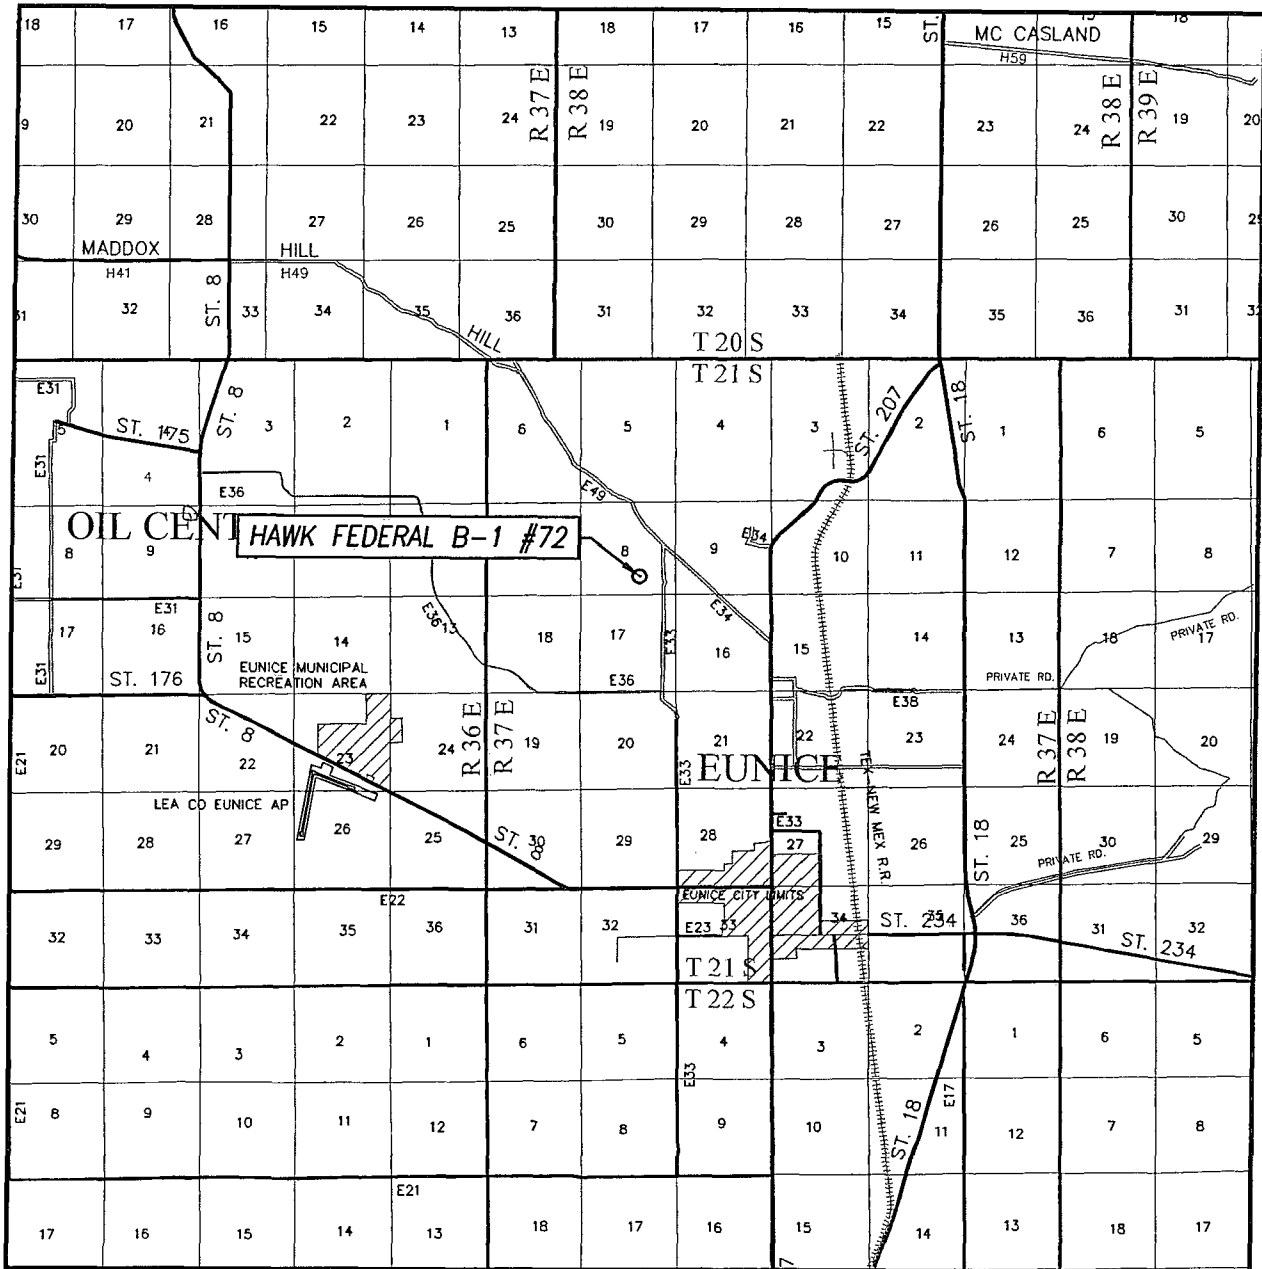 18 17 16 15 14 13 18 17 16 15 ST. MC CASLAND 18
H59
R 37 E R 38 E R 38 E R 39 E
9 20 21 22 23 24 19 20 21 22 23 24 19 20
30 29 28 27 26 25 30 29 28 27 26 25 30 29
MADDOX HILL
H41 H49
31 32 ST. 8 33 34 35 36 31 32 33 34 35 36 31 32
HILL
T 20 S
T 21 S
E31 ST. 8 ST. 207 ST. 18
5 ST. 175 4 3 2 1 6 5 4 3 2 1 6 5
E31 4 E36 E49
OIL CENT
HAWK FEDERAL B-1 #72
E34
8 9 8 9 10 11 12 7 8
E31 E31 E36 E34
17 16 ST. 8 15 14 13 18 17 E33 16 15 14 13 18 17
PRIVATE RD.
E31 ST. 176
EUNICE MUNICIPAL
RECREATION AREA
E36 E38 PRIVATE RD.
ST. 8 R 36 E R 37 E R 37 E R 38 E
E21 20 21 22 23 24 19 20 21 22 23 24 19 20
E33 EUNICE
TEX-NEW MEX R.R.
LEA CO EUNICE AP
29 28 27 26 25 ST. 8 30 29 28 E33 27 26 ST. 18 25 30 29
PRIVATE RD.
E22 EUNICE CITY LIMITS
32 33 34 35 36 31 32 E23 33 34 ST. 234 35 36 31 32
ST. 234
T 21 S
T 22 S
5 4 3 2 1 6 5 4 3 2 1 6 5
E33 E17
E21 8 9 10 11 12 7 8 9 10 ST. 18 11 12 7 8
E21
17 16 15 14 13 18 17 16 15 14 13 18 17
7